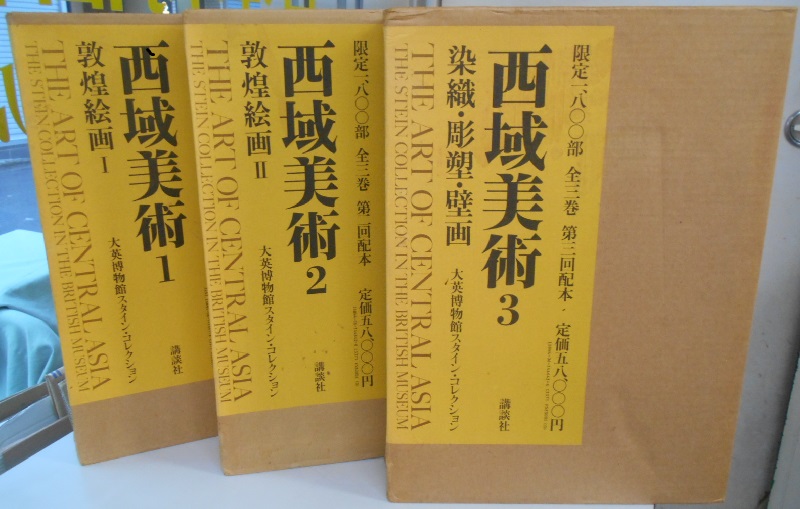 西域美術1
敦煌絵画 I
THE ART OF CENTRAL ASIA
THE STEIN COLLECTION IN THE BRITISH MUSEUM
大英博物館スタイン・コレクション
講談社
限定一、八〇〇部 全三巻 第二回配本 定価五八、〇〇〇円
西域美術2
敦煌絵画 II
THE ART OF CENTRAL ASIA
THE STEIN COLLECTION IN THE BRITISH MUSEUM
大英博物館スタイン・コレクション
講談社
限定一、八〇〇部 全三巻 第三回配本 定価五八、〇〇〇円
西域美術3
染織・彫塑・壁画
THE ART OF CENTRAL ASIA
THE STEIN COLLECTION IN THE BRITISH MUSEUM
大英博物館スタイン・コレクション
講談社